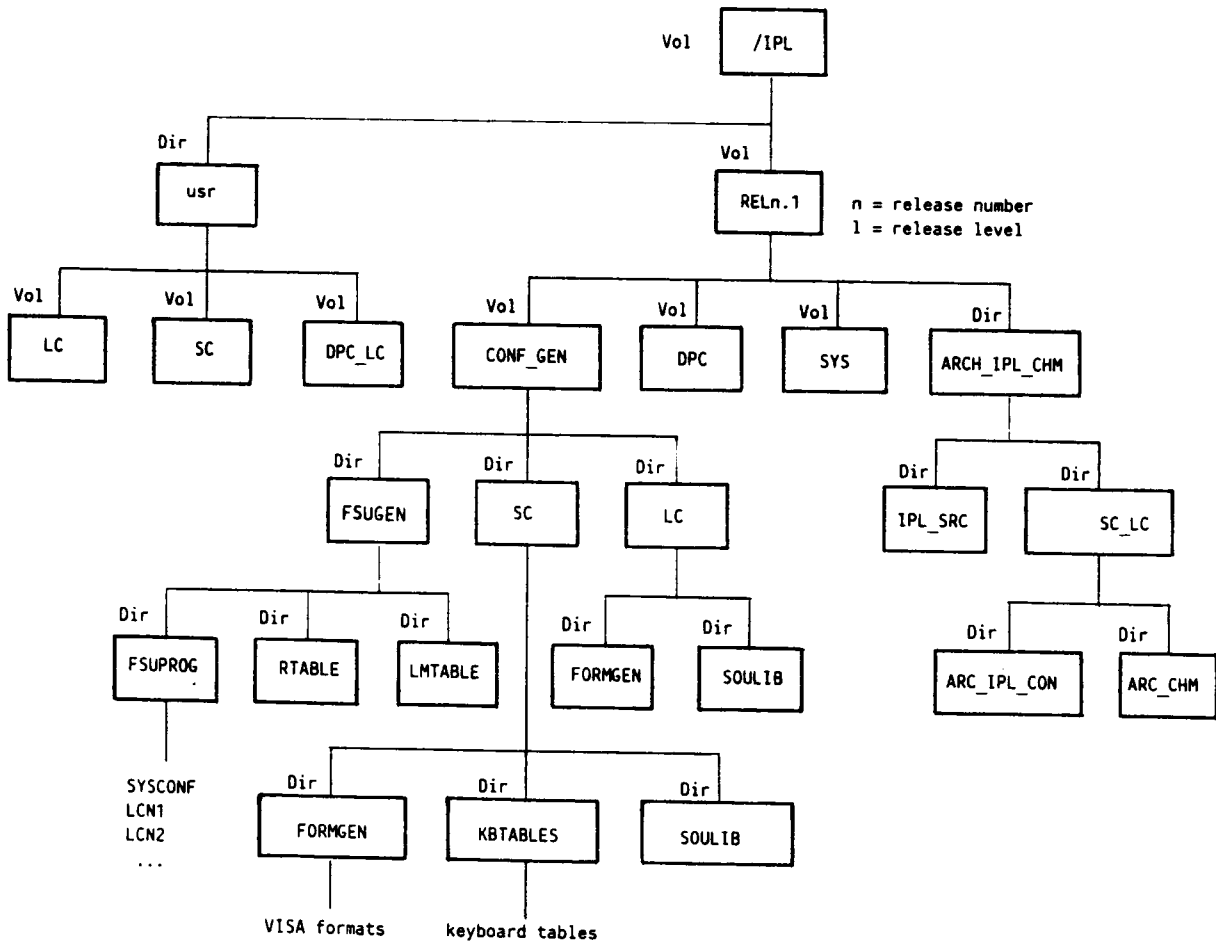 Vol
/IPL
Dir
Vol
usr
RELn.l
n = release number
l = release level
Vol
Vol
Vol
Vol
Vol
Vol
Dir
LC
SC
DPC_LC
CONF_GEN
DPC
SYS
ARCH_IPL_CHM
Dir
Dir
Dir
Dir
Dir
FSUGEN
SC
LC
IPL_SRC
SC_LC
Dir
Dir
Dir
Dir
Dir
Dir
Dir
FSUPROG
RTABLE
LMTABLE
FORMGEN
SOULIB
ARC_IPL_CON
ARC_CHM
SYSCONF
LCN1
LCN2
...
Dir
Dir
Dir
FORMGEN
KBTABLES
SOULIB
VISA formats
keyboard tables